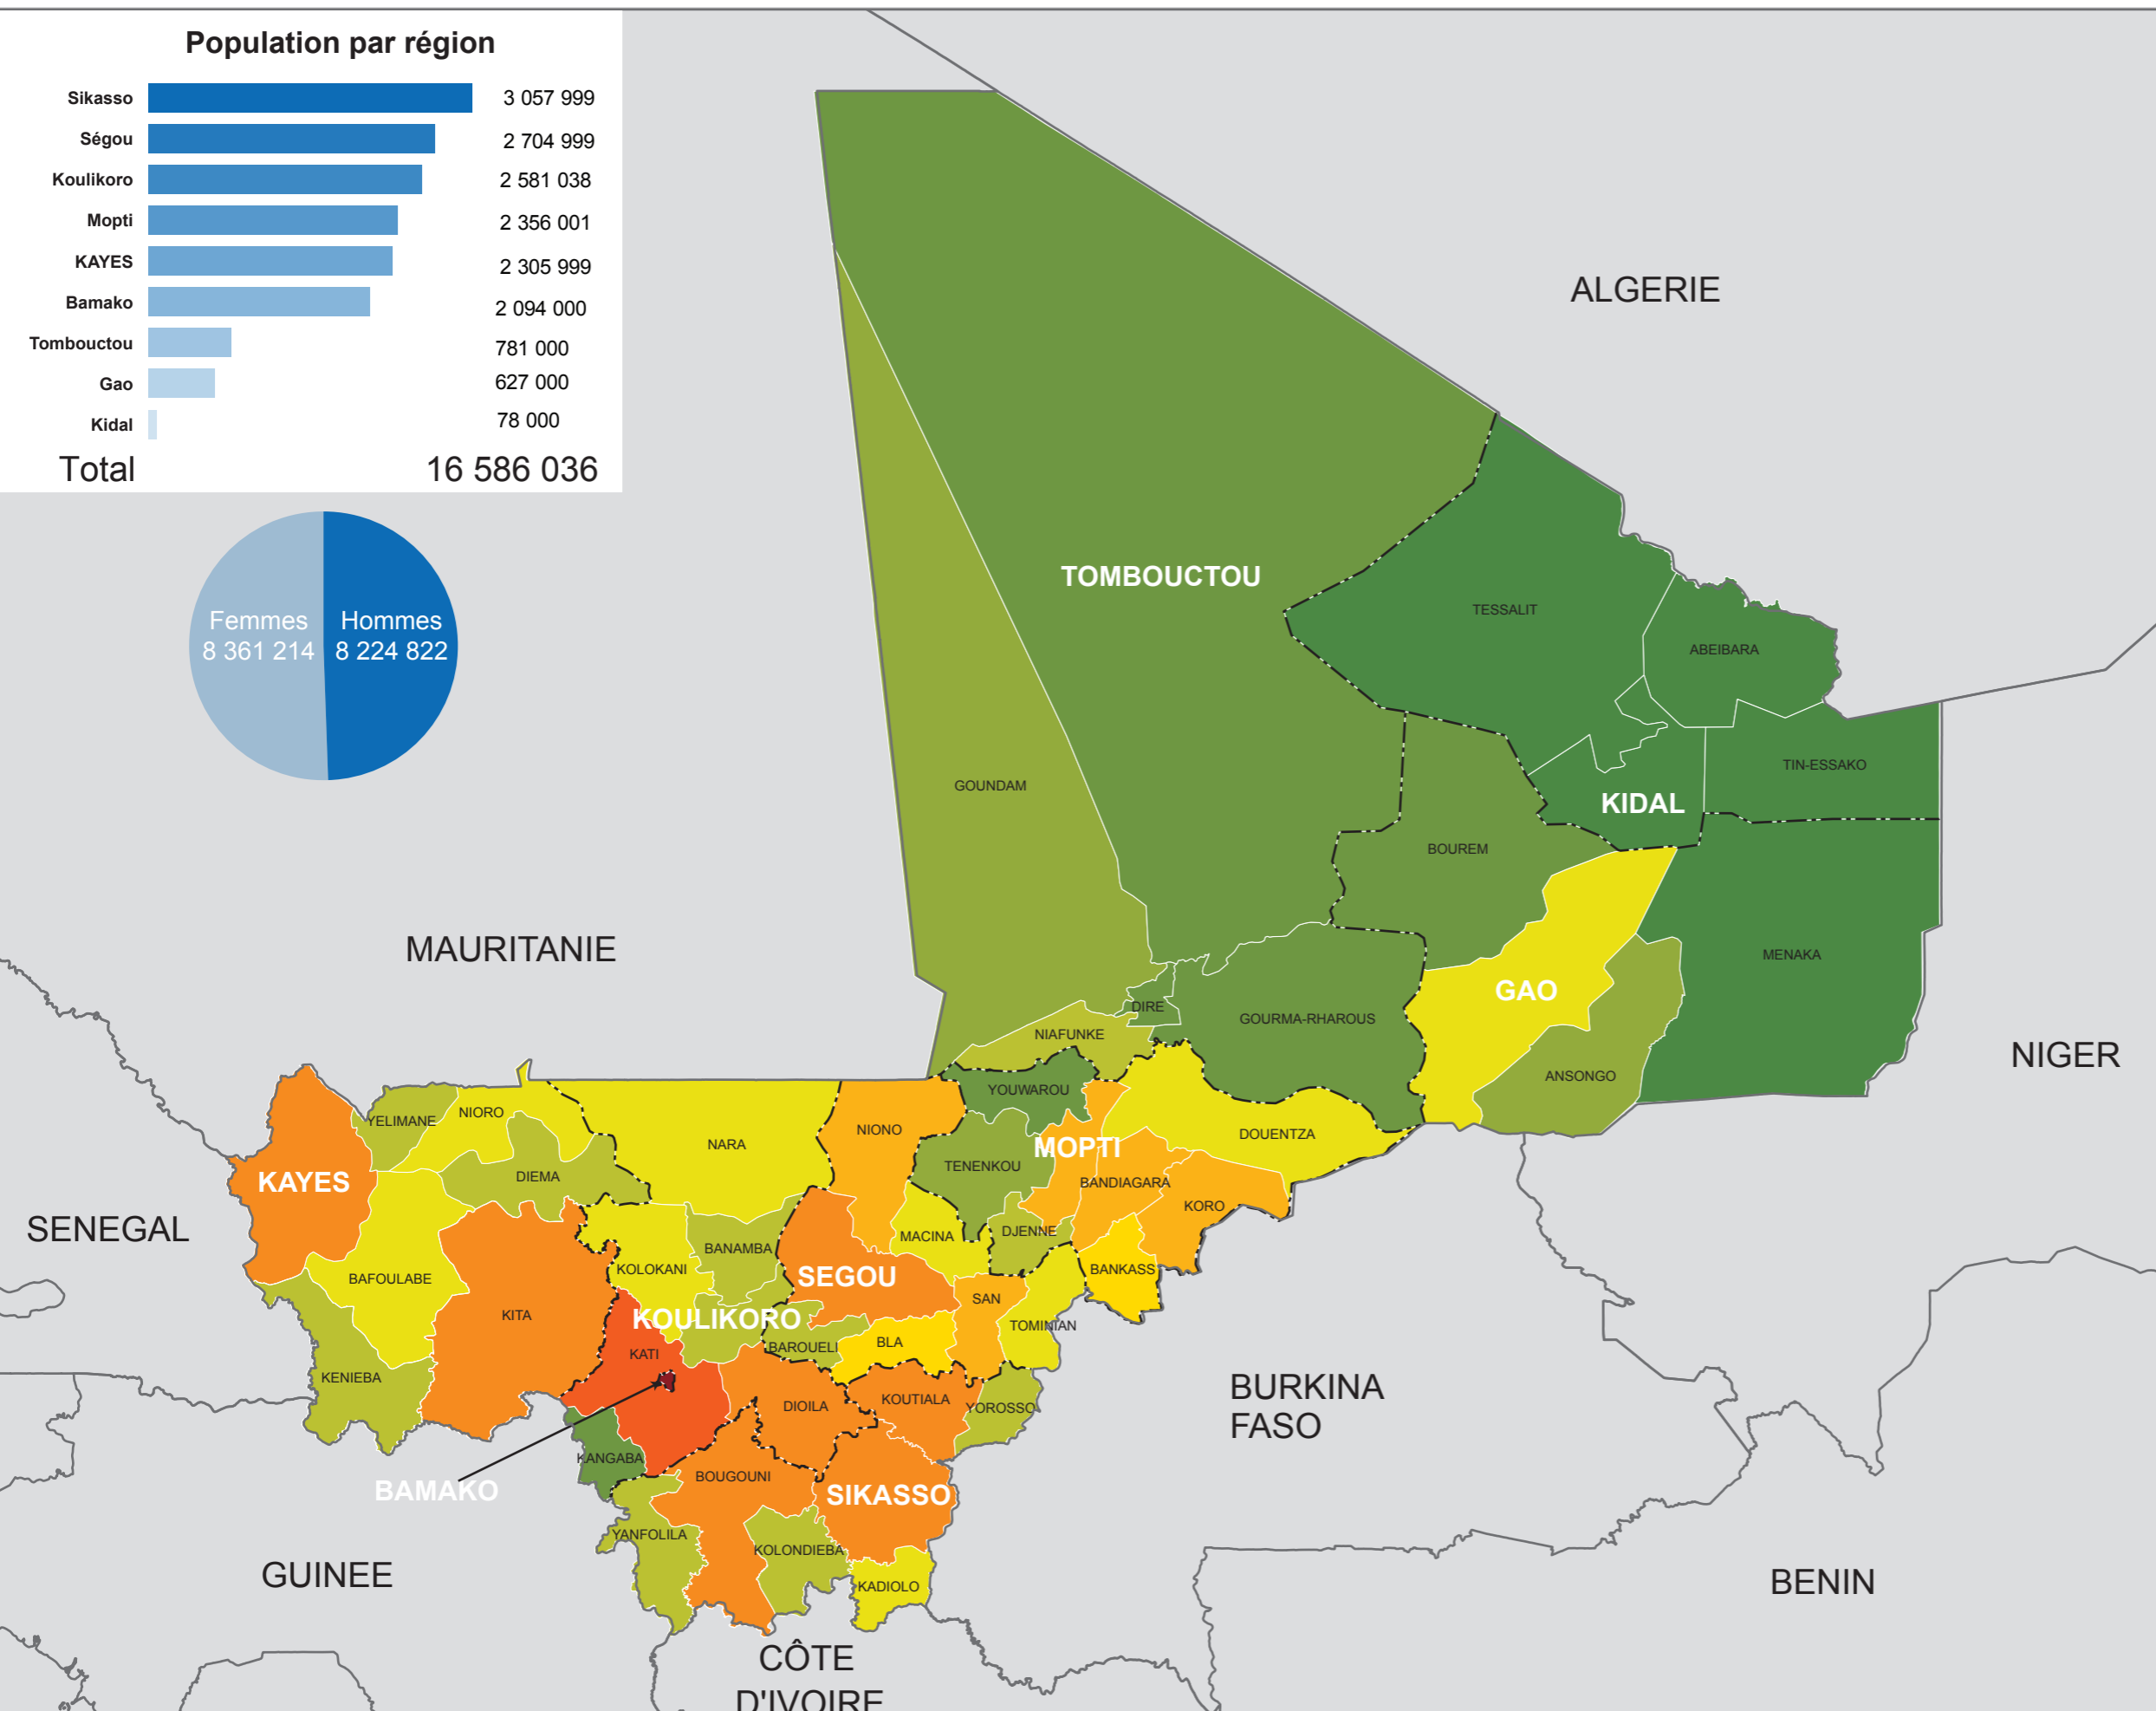 Population par région
Sikasso 3 057 999
Ségou 2 704 999
Koulikoro 2 581 038
Mopti 2 356 001
KAYES 2 305 999
Bamako 2 094 000
Tombouctou 781 000
Gao 627 000
Kidal 78 000
Total 16 586 036
Femmes
8 361 214
Hommes
8 224 822
ALGERIE
TOMBOUCTOU
TESSALIT
ABEIBARA
TIN-ESSAKO
GOUNDAM
KIDAL
BOUREM
MAURITANIE
MENAKA
GAO
DIRE
GOURMA-RHAROUS
NIAFUNKE
NIGER
ANSONGO
YOUWAROU
YELIMANE
NIORO
NIONO
DOUENTZA
NARA
MOPTI
TENENKOU
DIEMA
KAYES
BANDIAGARA
KORO
SENEGAL
DJENNE
MACINA
BANAMBA
KOLOKANI
BANKASS
BAFOULABE
SEGOU
SAN
KITA
KOULIKORO
TOMINIAN
BLA
BAROUELI
KATI
KENIEBA
BURKINA
FASO
KOUTIALA
DIOILA
YOROSSO
KANGABA
BOUGOUNI
BAMAKO
SIKASSO
YANFOLILA
KOLONDIEBA
GUINEE
KADIOLO
BENIN
CÔTE
D'IVOIRE